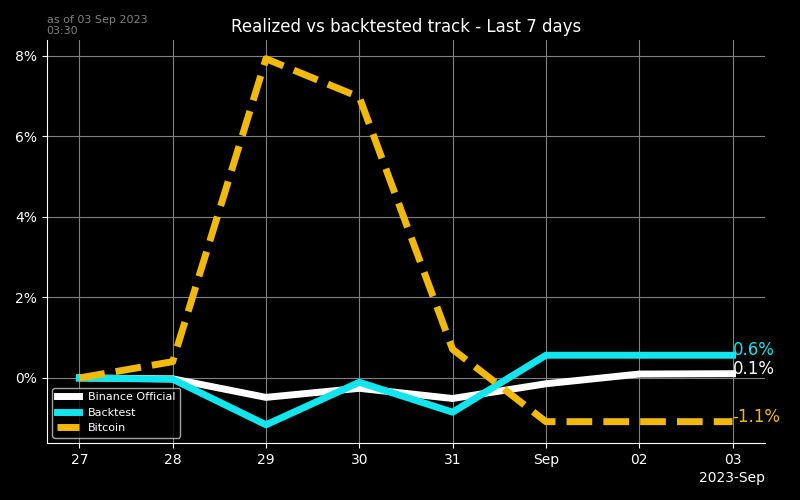 as of 03 Sep 2023
03:30
Realized vs backtested track - Last 7 days
8%
6%
4%
2%
0%
0.6%
0.1%
-1.1%
Binance Official
Backtest
Bitcoin
27 28 29 30 31 Sep 02 03
2023-Sep